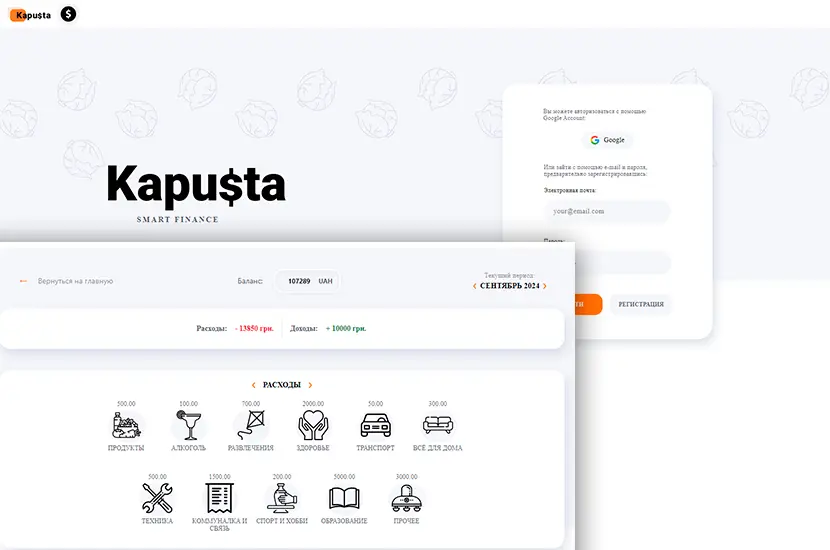 Kapu$ta
$
Вы можете авторизоваться с помощью
Google Account:
Google
Или зайти с помощью e-mail и пароля,
предварительно зарегистрировавшись:
Электронная почта:
your@email.com
Пароль:
РЕГИСТРАЦИЯ
Kapu$ta
SMART FINANCE
← Вернуться на главную
Баланс: 107289 UAH
Текущий период:
СЕНТЯБРЬ 2024
Расходы: - 13850 грн. Доходы: + 10000 грн.
РАСХОДЫ
500.00 100.00 700.00 2000.00 50.00 300.00
ПРОДУКТЫ АЛКОГОЛЬ РАЗВЛЕЧЕНИЯ ЗДОРОВЬЕ ТРАНСПОРТ ВСЁ ДЛЯ ДОМА
500.00 1500.00 200.00 5000.00 3000.00
ТЕХНИКА КОММУНАЛКА И СПОРТ И ХОББИ ОБРАЗОВАНИЕ ПРОЧЕЕ
СВЯЗЬ